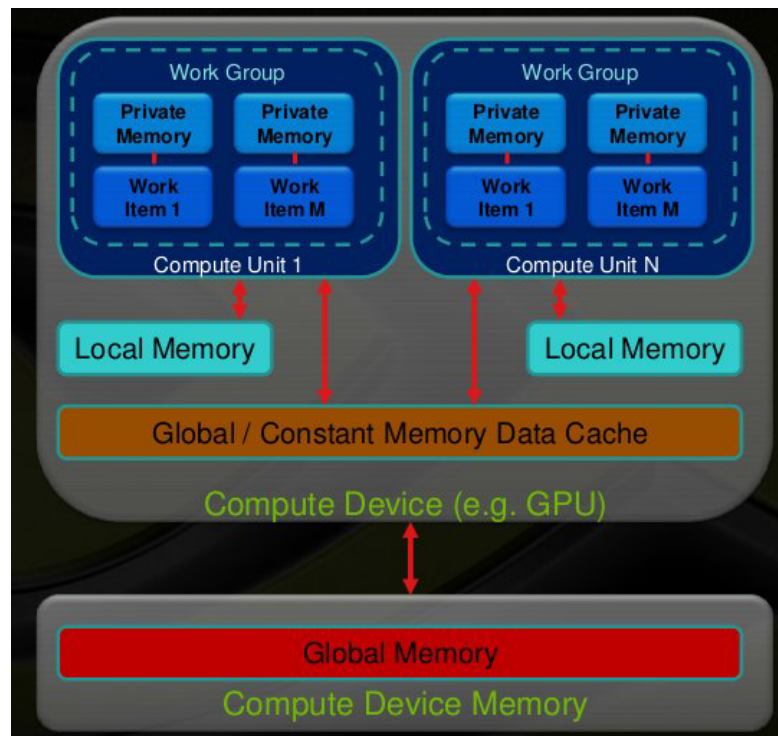 Work Group
Private
Memory
Private
Memory
Work
Item 1
Work
Item M
Compute Unit 1
Work Group
Private
Memory
Private
Memory
Work
Item 1
Work
Item M
Compute Unit N
Local Memory
Local Memory
Global / Constant Memory Data Cache
Compute Device (e.g. GPU)
Global Memory
Compute Device Memory